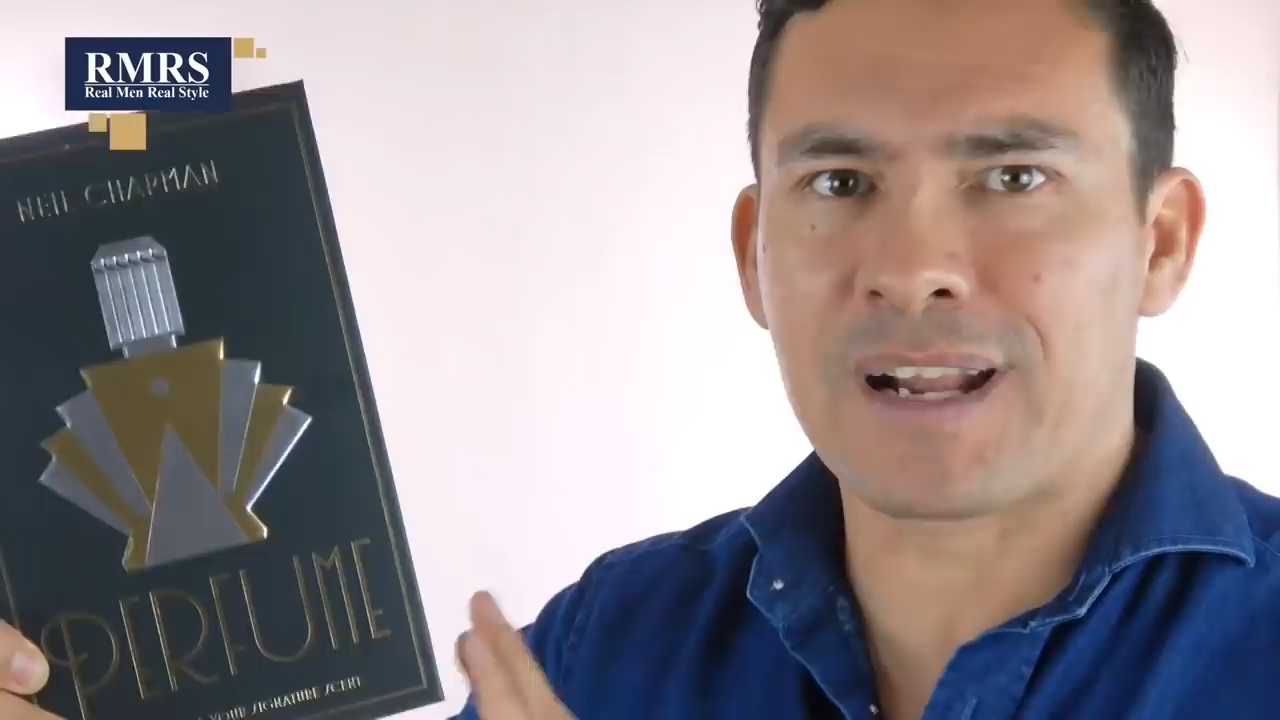 RMRS
Real Men Real Style
NEIL CHAPMAN
PERFUME
YOUR SIGNATURE SCENT